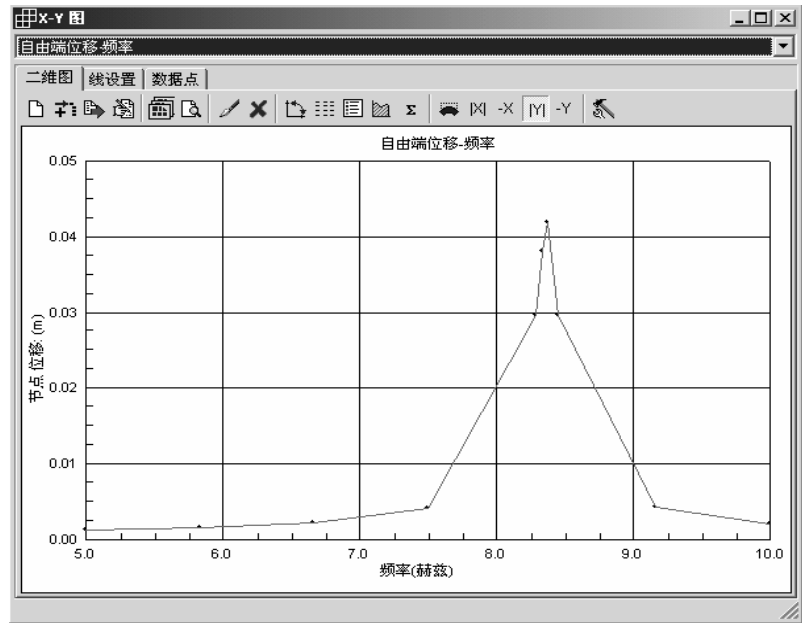 X-Y 图
自由端位移-频率
二维图 线设置 数据点
Σ |X| -X |Y| -Y
自由端位移-频率
0.05
0.04
0.03
0.02
0.01
0.00
节点 位移: (m)
5.0 6.0 7.0 8.0 9.0 10.0
频率(赫兹)